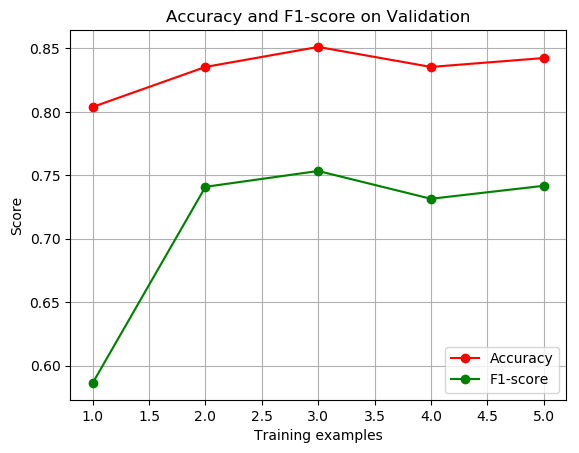 Accuracy and F1-score on Validation
0.85
0.80
0.75
0.70
0.65
0.60
Score
1.0 1.5 2.0 2.5 3.0 3.5 4.0 4.5 5.0
Training examples
Accuracy
F1-score